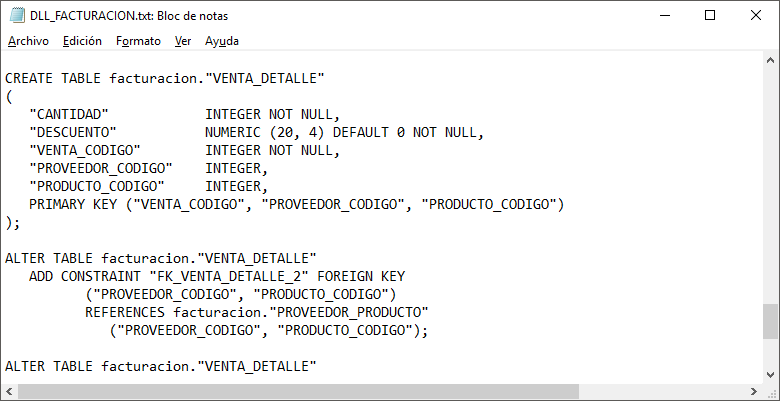 DLL_FACTURACION.txt: Bloc de notas
Archivo Edición Formato Ver Ayuda
CREATE TABLE facturacion."VENTA_DETALLE"
(
"CANTIDAD" INTEGER NOT NULL,
"DESCUENTO" NUMERIC (20, 4) DEFAULT 0 NOT NULL,
"VENTA_CODIGO" INTEGER NOT NULL,
"PROVEEDOR_CODIGO" INTEGER,
"PRODUCTO_CODIGO" INTEGER,
PRIMARY KEY ("VENTA_CODIGO", "PROVEEDOR_CODIGO", "PRODUCTO_CODIGO")
);
ALTER TABLE facturacion."VENTA_DETALLE"
ADD CONSTRAINT "FK_VENTA_DETALLE_2" FOREIGN KEY
("PROVEEDOR_CODIGO", "PRODUCTO_CODIGO")
REFERENCES facturacion."PROVEEDOR_PRODUCTO"
("PROVEEDOR_CODIGO", "PRODUCTO_CODIGO");
ALTER TABLE facturacion."VENTA_DETALLE"